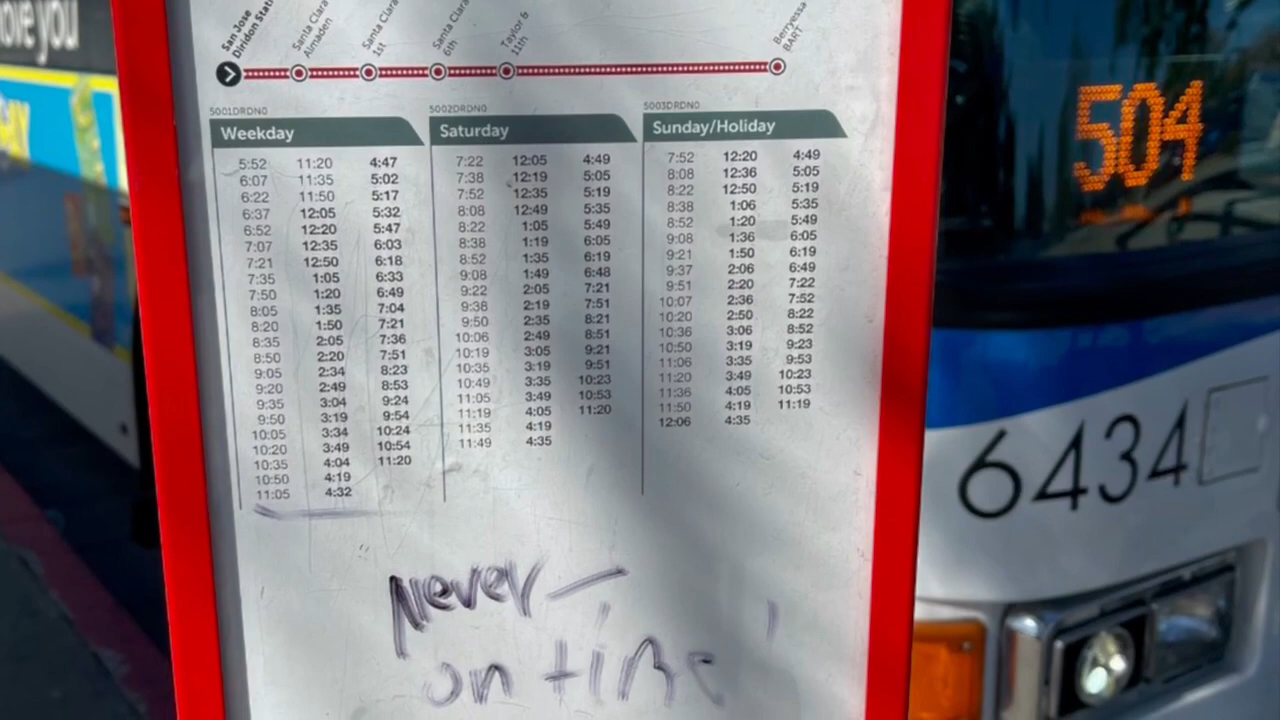 ore you
San Jose
Diridon Stati
Santa Clara
Almaden
Santa Clara
1st
Santa Clara
6th
Taylor &
11th
Berryessa
BART
5001DRDN0
Weekday
5:52 11:20 4:47
6:07 11:35 5:02
6:22 11:50 5:17
6:37 12:05 5:32
6:52 12:20 5:47
7:07 12:35 6:03
7:21 12:50 6:18
7:35 1:05 6:33
7:50 1:20 6:49
8:05 1:35 7:04
8:20 1:50 7:21
8:35 2:05 7:36
8:50 2:20 7:51
9:05 2:34 8:23
9:20 2:49 8:53
9:35 3:04 9:24
9:50 3:19 9:54
10:05 3:34 10:24
10:20 3:49 10:54
10:35 4:04 11:20
10:50 4:19
11:05 4:32
5002DRDN0
Saturday
7:22 12:05 4:49
7:38 12:19 5:05
7:52 12:35 5:19
8:08 12:49 5:35
8:22 1:05 5:49
8:38 1:19 6:05
8:52 1:35 6:19
9:08 1:49 6:48
9:22 2:05 7:21
9:38 2:19 7:51
9:50 2:35 8:21
10:06 2:49 8:51
10:19 3:05 9:21
10:35 3:19 9:51
10:49 3:35 10:23
11:05 3:49 10:53
11:19 4:05 11:20
11:35 4:19
11:49 4:35
5003DRDN0
Sunday/Holiday
7:52 12:20 4:49
8:08 12:36 5:05
8:22 12:50 5:19
8:38 1:06 5:35
8:52 1:20 5:49
9:08 1:36 6:05
9:21 1:50 6:19
9:37 2:06 6:49
9:51 2:20 7:22
10:07 2:36 7:52
10:20 2:50 8:22
10:36 3:06 8:52
10:50 3:19 9:23
11:06 3:35 9:53
11:20 3:49 10:23
11:36 4:05 10:53
11:50 4:19 11:19
12:06 4:35
Never –
on time
504
6434